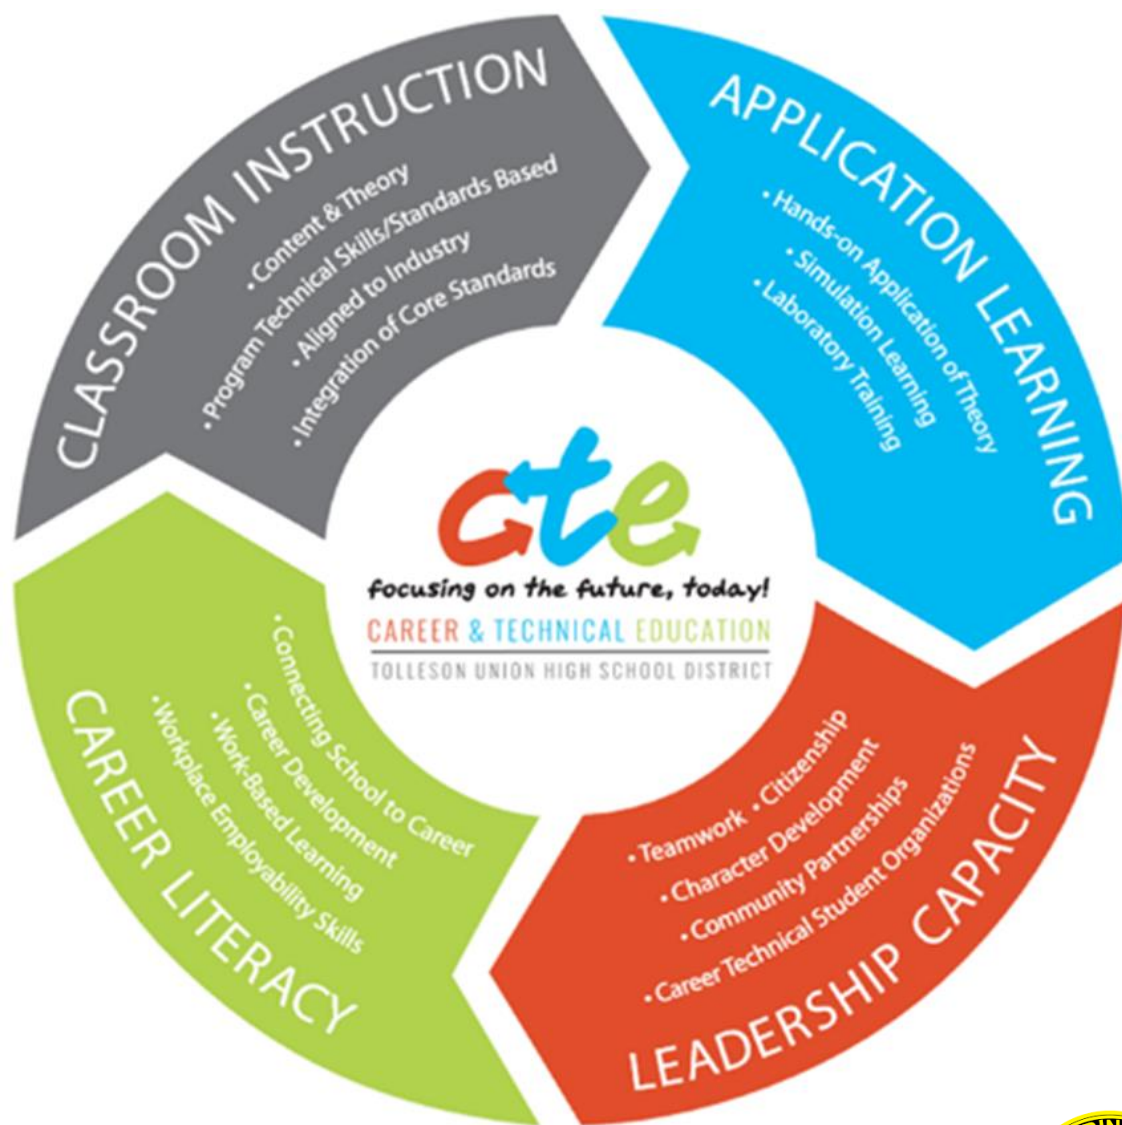 CLASSROOM INSTRUCTION
• Content & Theory
• Program Technical Skills/Standards Based
• Aligned to Industry
• Integration of Core Standards
APPLICATION LEARNING
• Hands-on Application of Theory
• Simulation Learning
• Laboratory Training
cte
focusing on the future, today!
CAREER & TECHNICAL EDUCATION
TOLLESON UNION HIGH SCHOOL DISTRICT
• Teamwork • Citizenship
• Character Development
• Community Partnerships
• Career Technical Student Organizations
LEADERSHIP CAPACITY
• Connecting School to Career
• Career Development
• Work-Based Learning
• Workplace Employability Skills
CAREER LITERACY